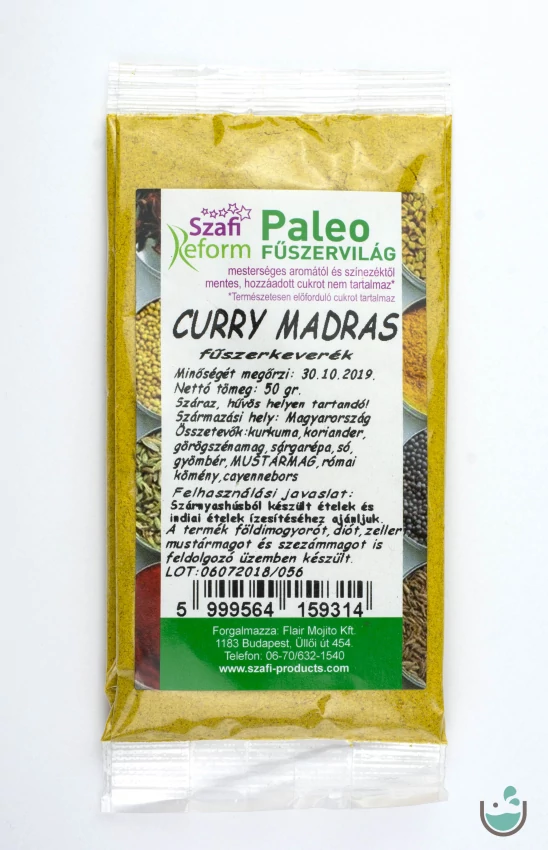 Szafi
Reform
Paleo
FŰSZERVILÁG
mesterséges aromától és színezéktől
mentes, hozzáadott cukrot nem tartalmaz*
*Természetesen előforduló cukrot tartalmaz
CURRY MADRAS
fűszerkeverék
Minőségét megőrzi: 30.10.2019.
Nettó tömeg: 50 gr.
Száraz, hűvös helyen tartandó!
Származási hely: Magyarország
Összetevők:kurkuma,koriander,
görögszénamag,sárgarépa,só,
gyömbér,MUSTÁRMAG,római
kömény,cayennebors
Felhasználási javaslat:
Szárnyashúsból készült ételek és
indiai ételek ízesítéséhez ajánljuk.
A termék földimogyorót,diót,zeller
mustármagot és szezámmagot is
feldolgozó üzemben készült.
LOT:06072018/056
5 999564 159314
Forgalmazza: Flair Mojito Kft.
1183 Budapest, Üllői út 454.
Telefon: 06-70/632-1540
www.szafi-products.com